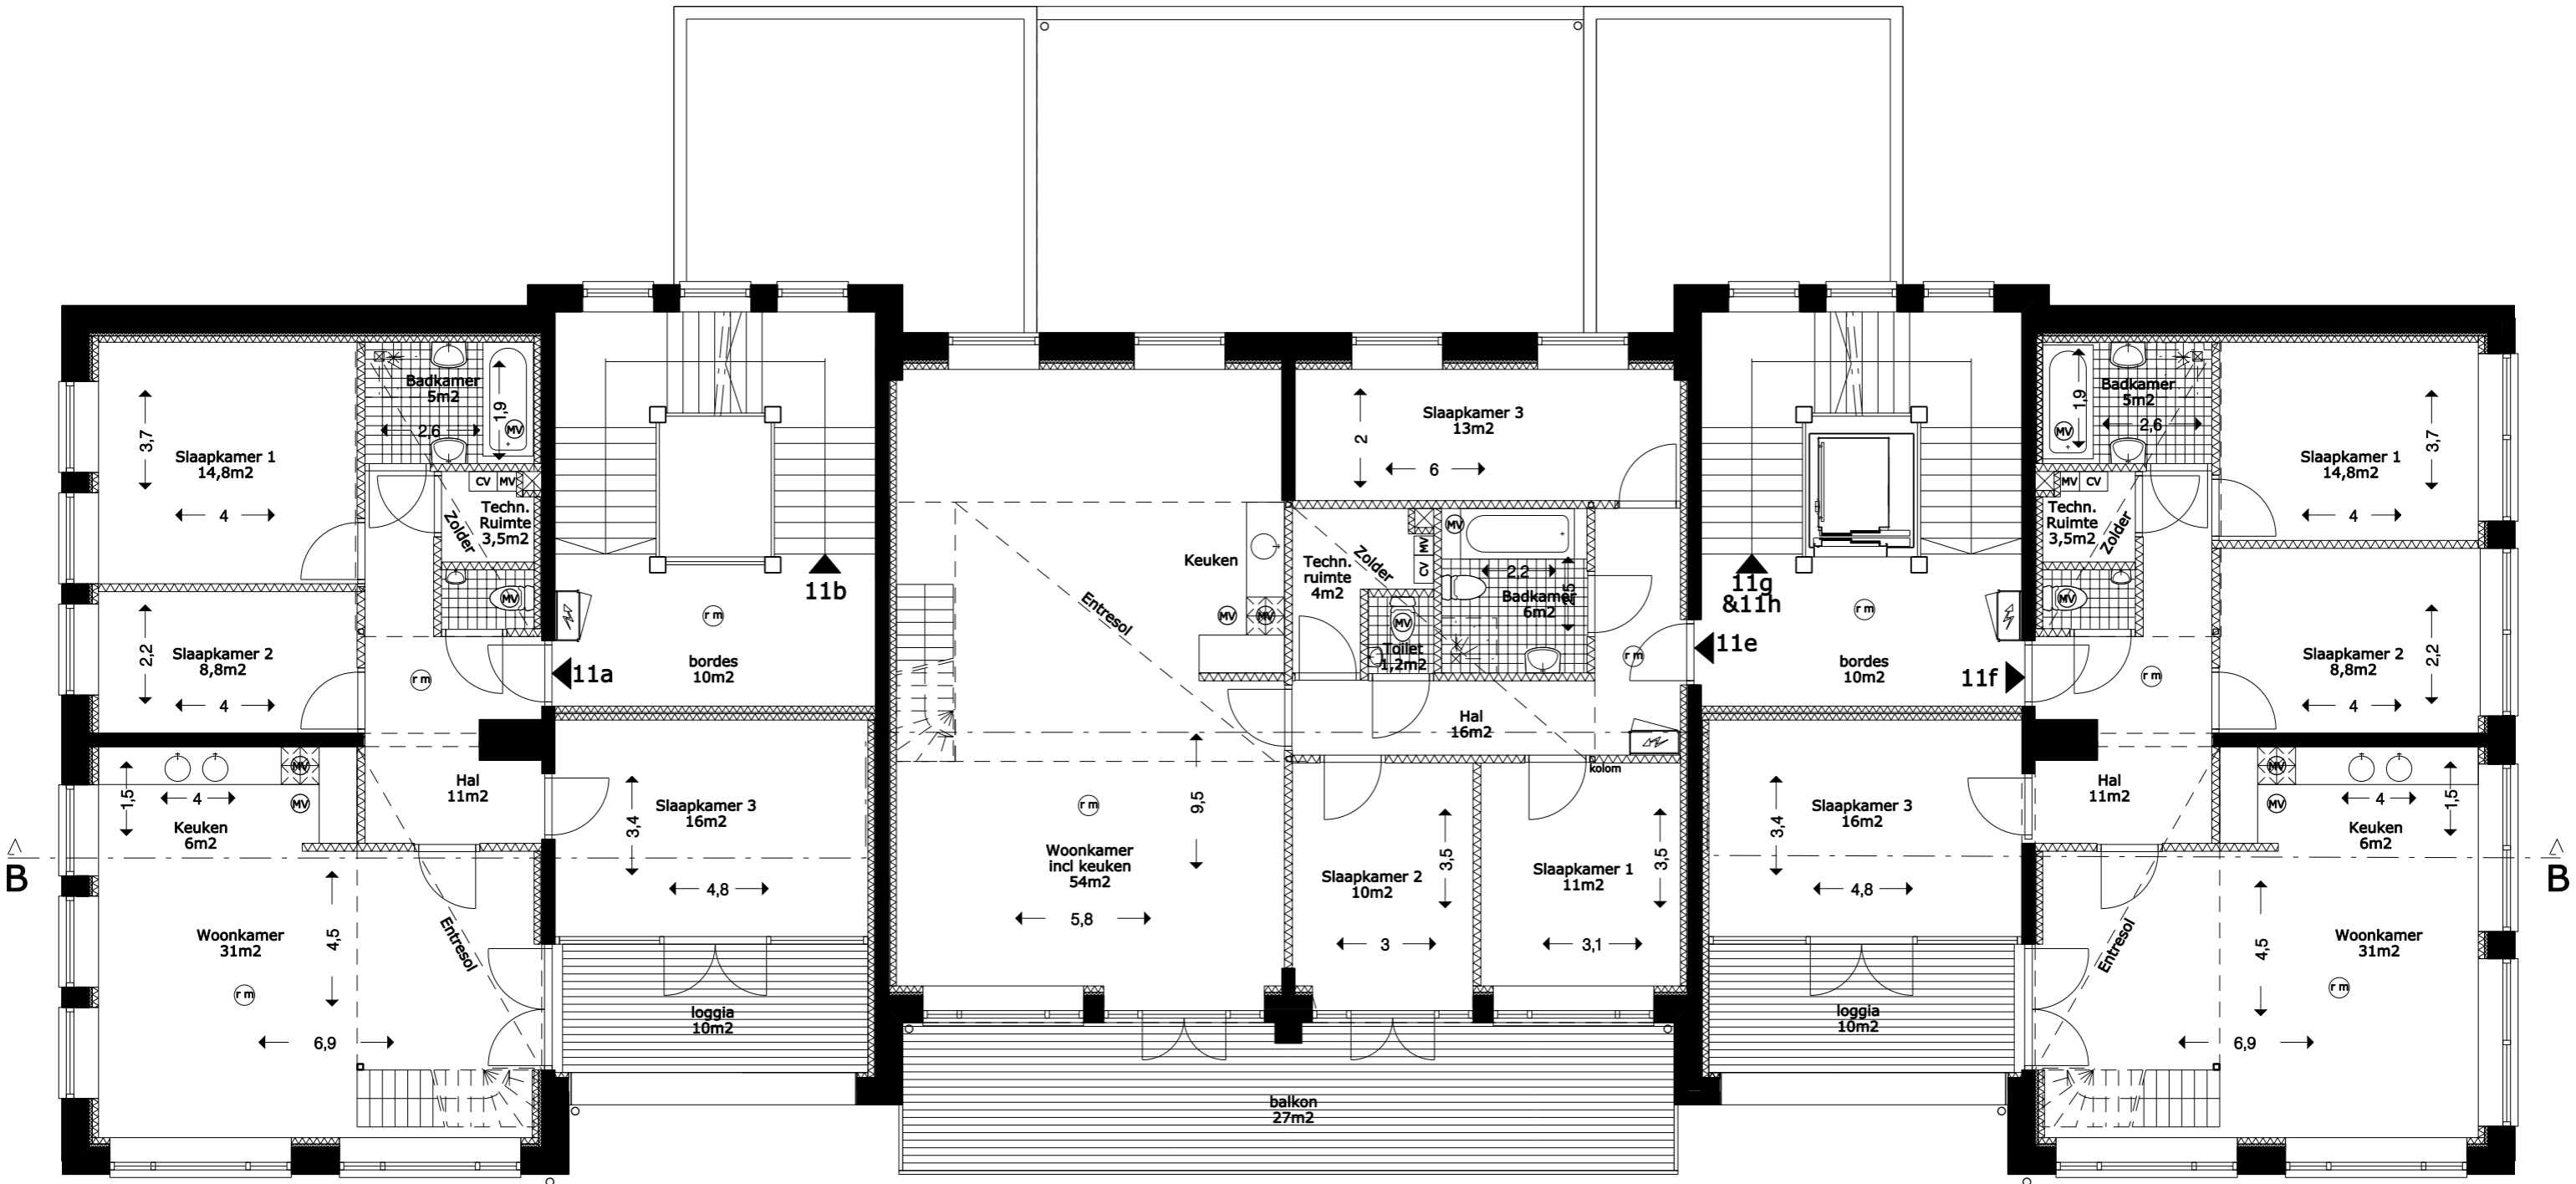 Slaapkamer 1
14,8m2
3,7
4
Badkamer
5m2
1,9
2,6
MV
CV MV
Techn.
Ruimte
3,5m2
Zolder
MV
Slaapkamer 2
8,8m2
2,2
4
r m
11a
Hal
11m2
MV
MV
1,5
4
Keuken
6m2
B
Woonkamer
31m2
4,5
6,9
r m
Entresol
11b
r m
bordes
10m2
Slaapkamer 3
16m2
3,4
4,8
loggia
10m2
Keuken
MV
MV
Entresol
9,5
r m
Woonkamer
incl keuken
54m2
5,8
Slaapkamer 3
13m2
2
6
Techn.
ruimte
4m2
Zolder
MV
CV
MV
MV
Toilet
1,2m2
2,2
2,5
Badkamer
6m2
r m
11e
Hal
16m2
kolom
Slaapkamer 2
10m2
3,5
3
Slaapkamer 1
11m2
3,5
3,1
balkon
27m2
11g
&11h
r m
bordes
10m2
11f
Slaapkamer 3
16m2
3,4
4,8
loggia
10m2
1,9
MV
Badkamer
5m2
2,6
MV CV
Techn.
Ruimte
3,5m2
Zolder
MV
Slaapkamer 1
14,8m2
3,7
4
Slaapkamer 2
8,8m2
2,2
4
r m
Hal
11m2
MV
MV
4
1,5
Keuken
6m2
B
Entresol
4,5
Woonkamer
31m2
r m
6,9